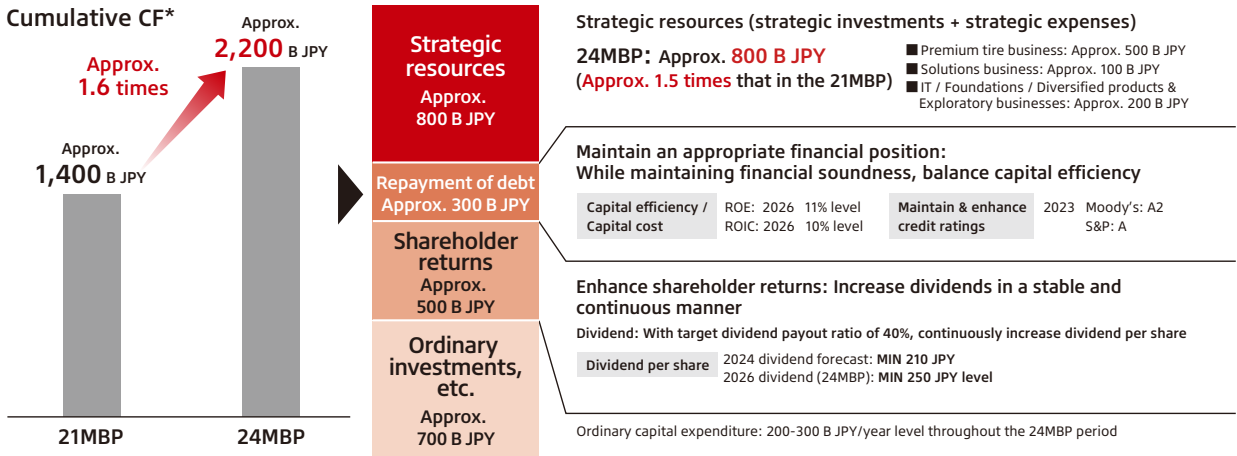 Cumulative CF*
Approx.
2,200 B JPY
Approx.
1.6 times
Approx.
1,400 B JPY
21MBP
24MBP
Strategic
resources
Approx.
800 B JPY
Repayment of debt
Approx. 300 B JPY
Shareholder
returns
Approx.
500 B JPY
Ordinary
investments,
etc.
Approx.
700 B JPY
Strategic resources (strategic investments + strategic expenses)
24MBP: Approx. 800 B JPY
(Approx. 1.5 times that in the 21MBP)
■ Premium tire business: Approx. 500 B JPY
■ Solutions business: Approx. 100 B JPY
■ IT / Foundations / Diversified products &
Exploratory businesses: Approx. 200 B JPY
Maintain an appropriate financial position:
While maintaining financial soundness, balance capital efficiency
Capital efficiency /
Capital cost
ROE: 2026 11% level
ROIC: 2026 10% level
Maintain & enhance
credit ratings
2023 Moody's: A2
S&P: A
Enhance shareholder returns: Increase dividends in a stable and
continuous manner
Dividend: With target dividend payout ratio of 40%, continuously increase dividend per share
Dividend per share
2024 dividend forecast: MIN 210 JPY
2026 dividend (24MBP): MIN 250 JPY level
Ordinary capital expenditure: 200-300 B JPY/year level throughout the 24MBP period